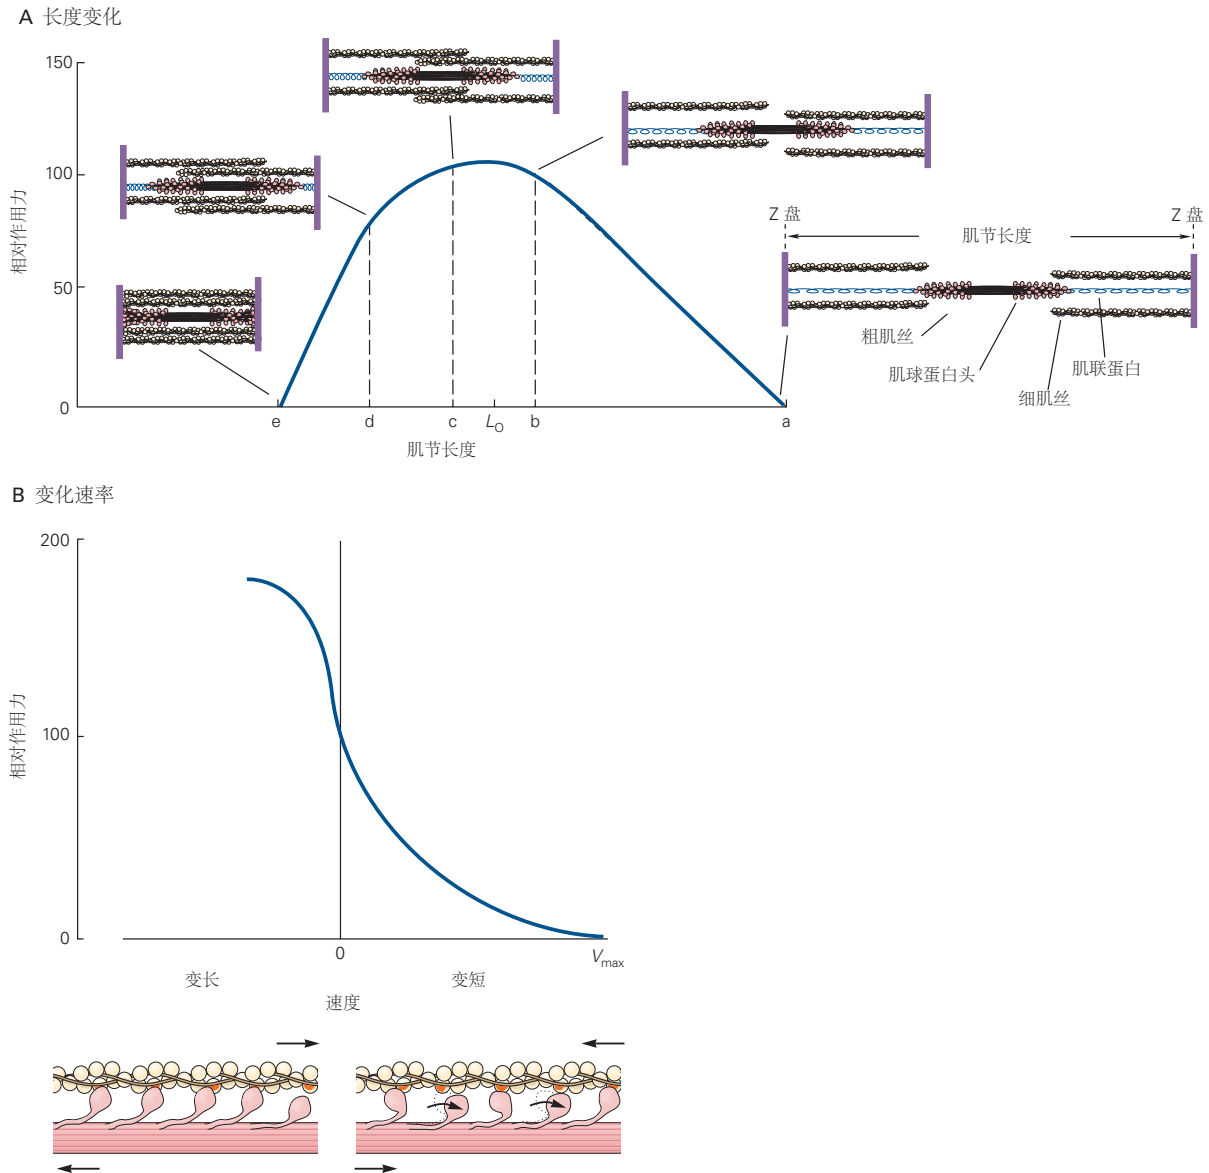 A 长度变化
150
100
50
0
相对作用力
e
d
c
Lo
b
a
肌节长度
Z 盘
Z 盘
肌节长度
粗肌丝
肌球蛋白头
细肌丝
肌联蛋白
B 变化速率
200
100
0
相对作用力
0
Vmax
变长
变短
速度